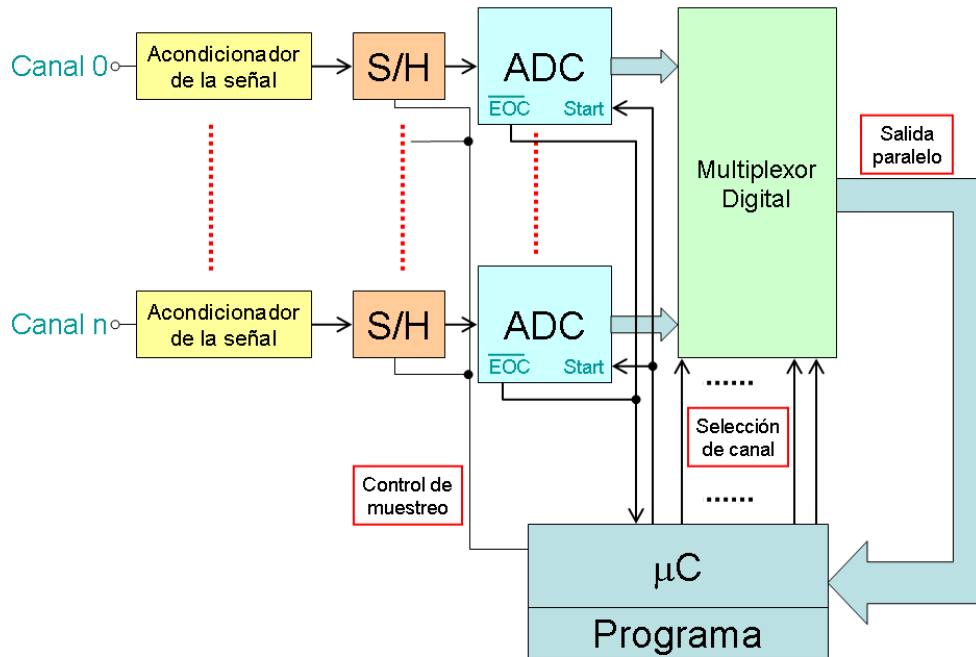 Canal 0
Acondicionador
de la señal
S/H
ADC
EOC
Start
Multiplexor
Digital
Salida
paralelo
Canal n
Acondicionador
de la señal
S/H
ADC
EOC
Start
Selección
de canal
Control de
muestreo
μC
Programa